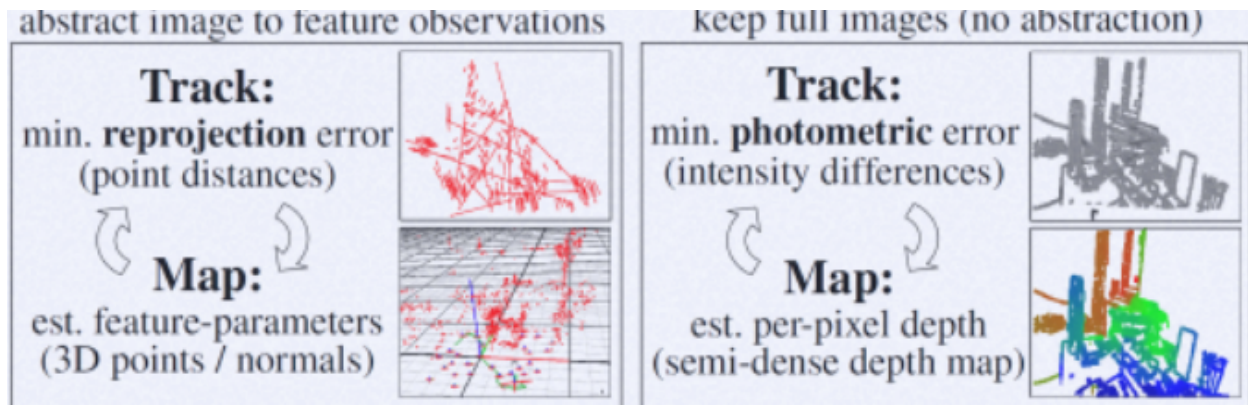 abstract image to feature observations
Track:
min. reprojection error
(point distances)
Map:
est. feature-parameters
(3D points / normals)
keep full images (no abstraction)
Track:
min. photometric error
(intensity differences)
Map:
est. per-pixel depth
(semi-dense depth map)